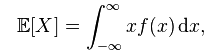 𝔼[X] = ∫_{-∞}^{∞} x f(x) dx,